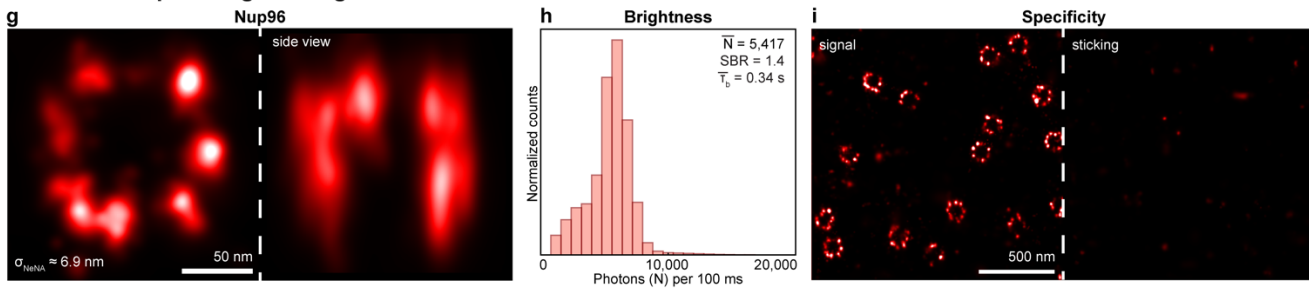 g
Nup96
side view
σNeNA ≈ 6.9 nm
50 nm
h
Brightness
N̅ = 5,417
SBR = 1.4
τ̅b = 0.34 s
Normalized counts
0
10,000
20,000
Photons (N) per 100 ms
i
Specificity
signal
sticking
500 nm